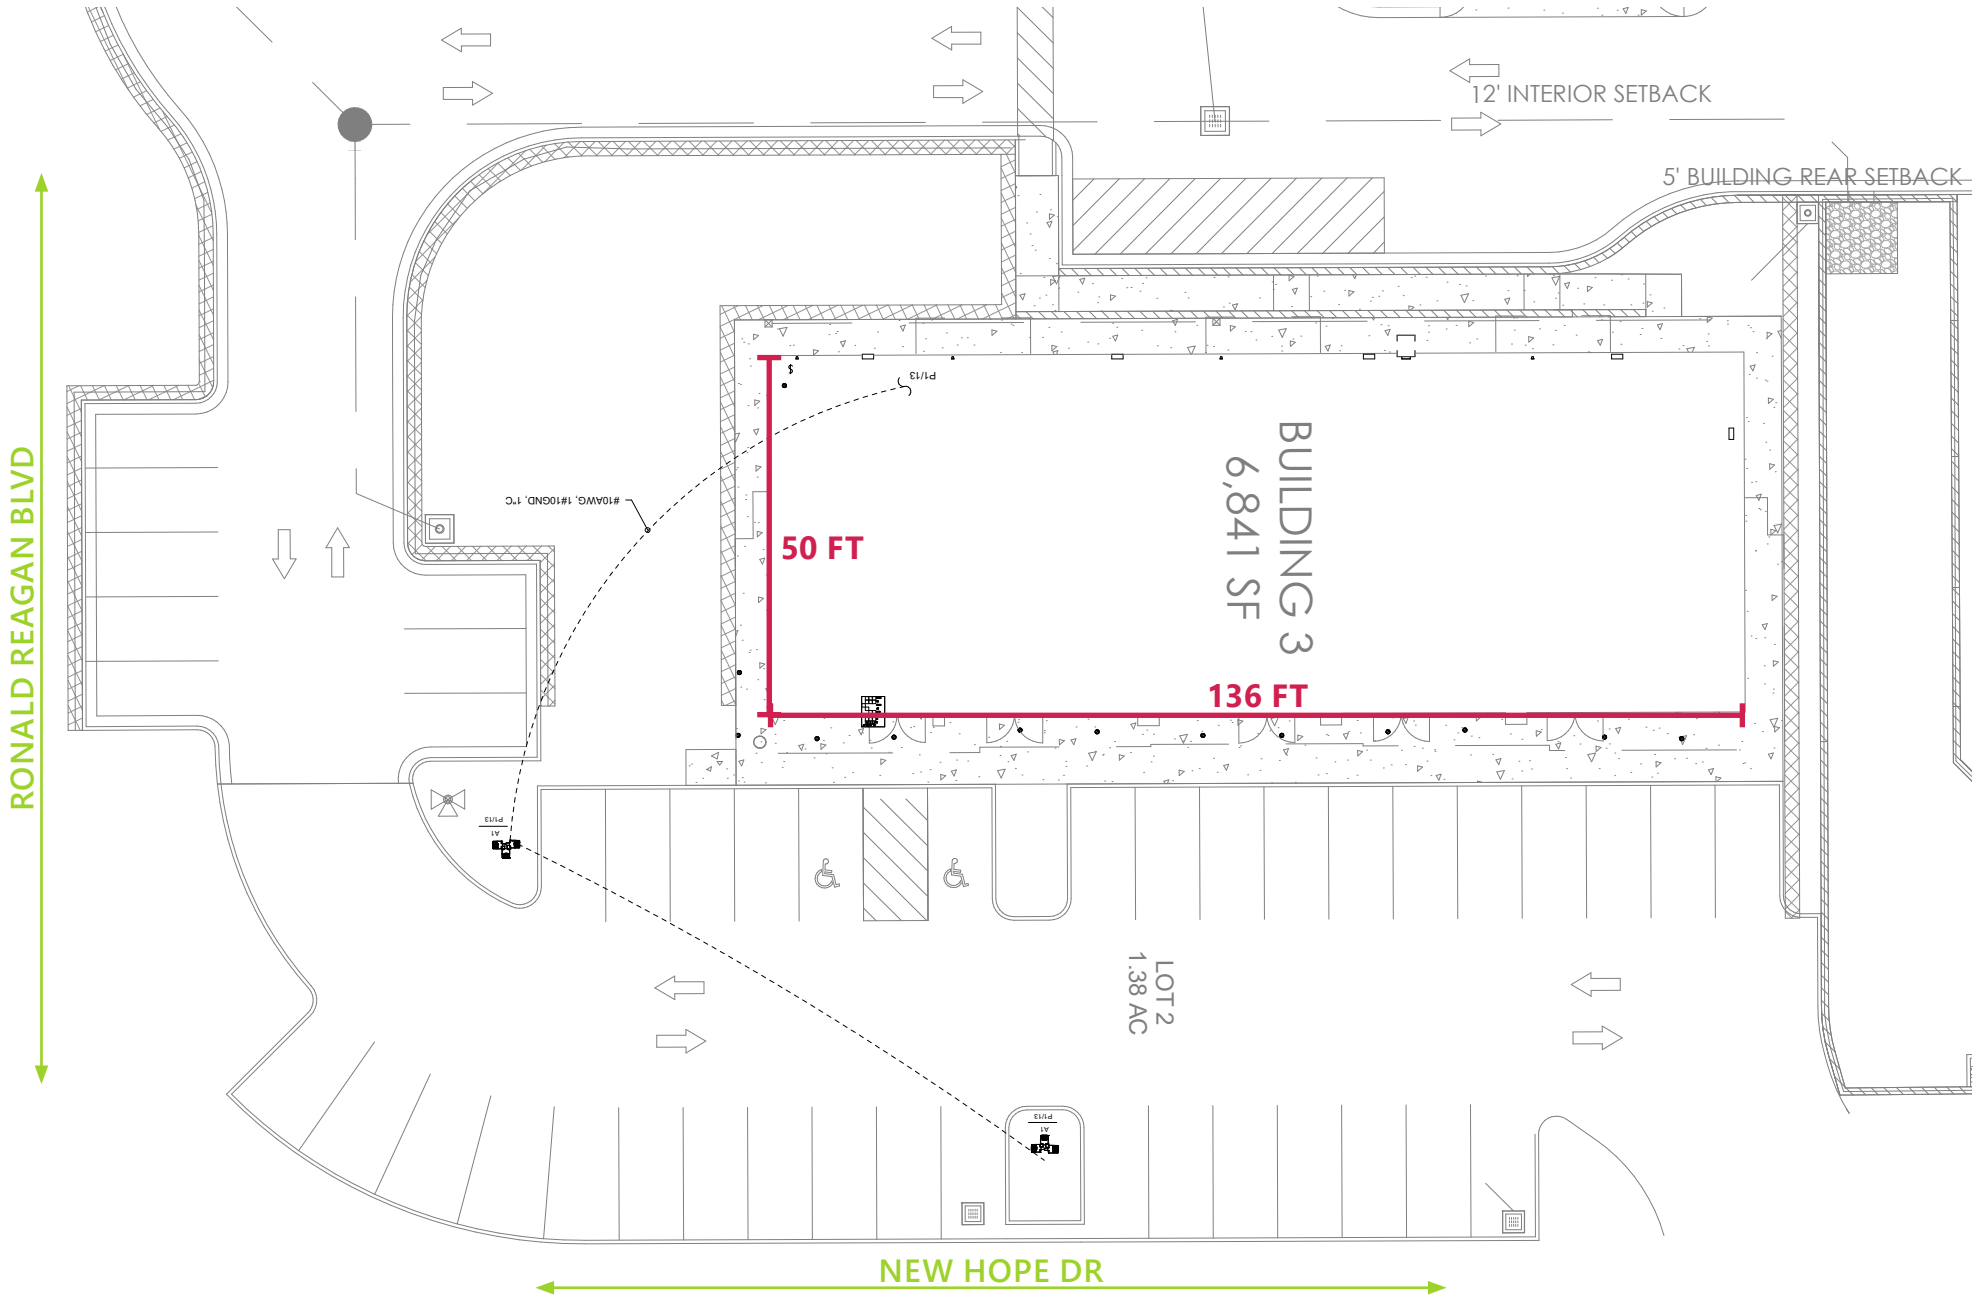 12' INTERIOR SETBACK
5' BUILDING REAR SETBACK
P1/13
$
#10AWG, 1#10GND, 1"C
RONALD REAGAN BLVD
50 FT
BUILDING 3
6,841 SF
136 FT
A1
P1/13
LOT 2
1.38 AC
A1
P1/13
NEW HOPE DR